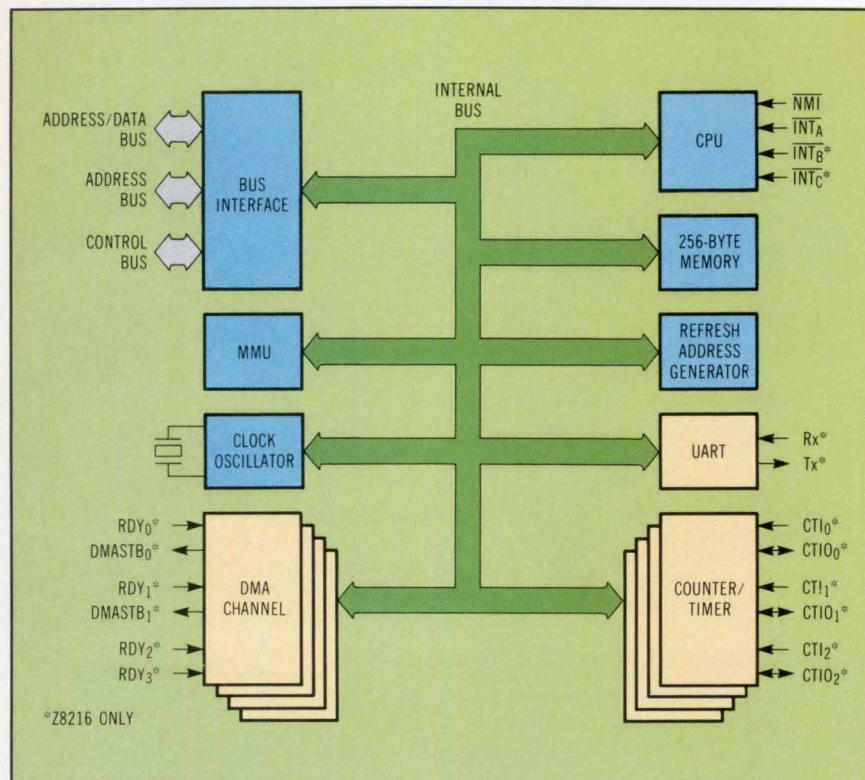 INTERNAL
BUS
ADDRESS/DATA
BUS
ADDRESS
BUS
CONTROL
BUS
BUS
INTERFACE
CPU
NMI
INTA
INTB*
INTC*
256-BYTE
MEMORY
MMU
REFRESH
ADDRESS
GENERATOR
CLOCK
OSCILLATOR
UART
Rx*
Tx*
RDY0*
DMASTB0*
RDY1*
DMASTB1*
RDY2*
RDY3*
DMA
CHANNEL
COUNTER/
TIMER
CTI0*
CTIO0*
CT!1*
CTIO1*
CTI2*
CTIO2*
*Z8216 ONLY